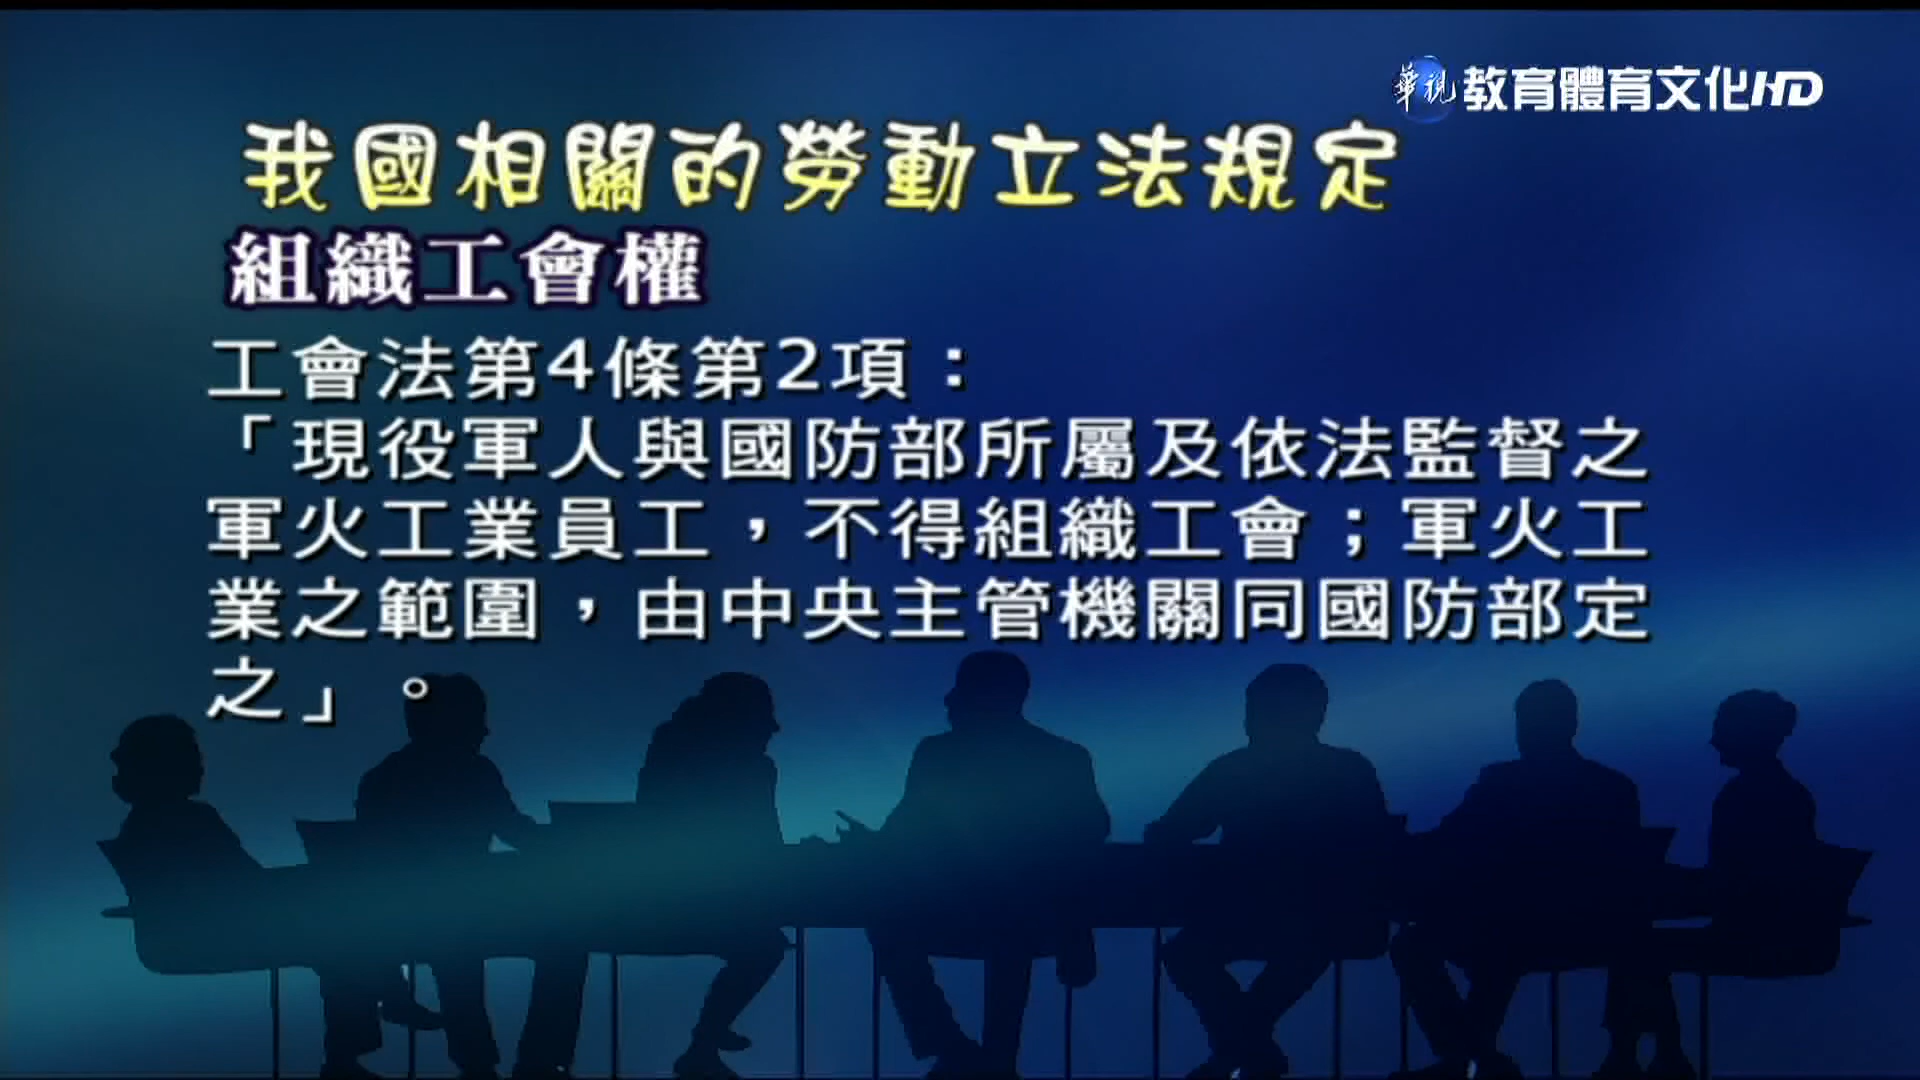 華視 教育體育文化HD
我國相關的勞動立法規定
組織工會權
工會法第4條第2項：
「現役軍人與國防部所屬及依法監督之
軍火工業員工，不得組織工會；軍火工
業之範圍，由中央主管機關同國防部定
之」。